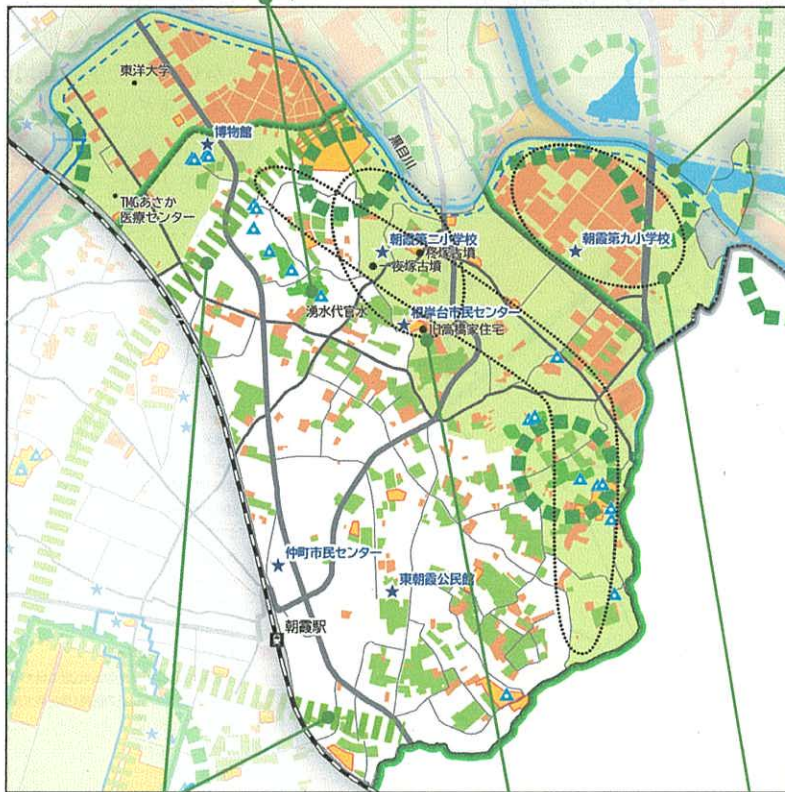 東洋大学
博物館
黒目川
TMGあさか
医療センター
朝霞第二小学校
柊塚古墳
一夜塚古墳
朝霞第九小学校
湧水代官水
根岸台市民センター
旧高橋家住宅
仲町市民センター
東朝霞公民館
朝霞駅